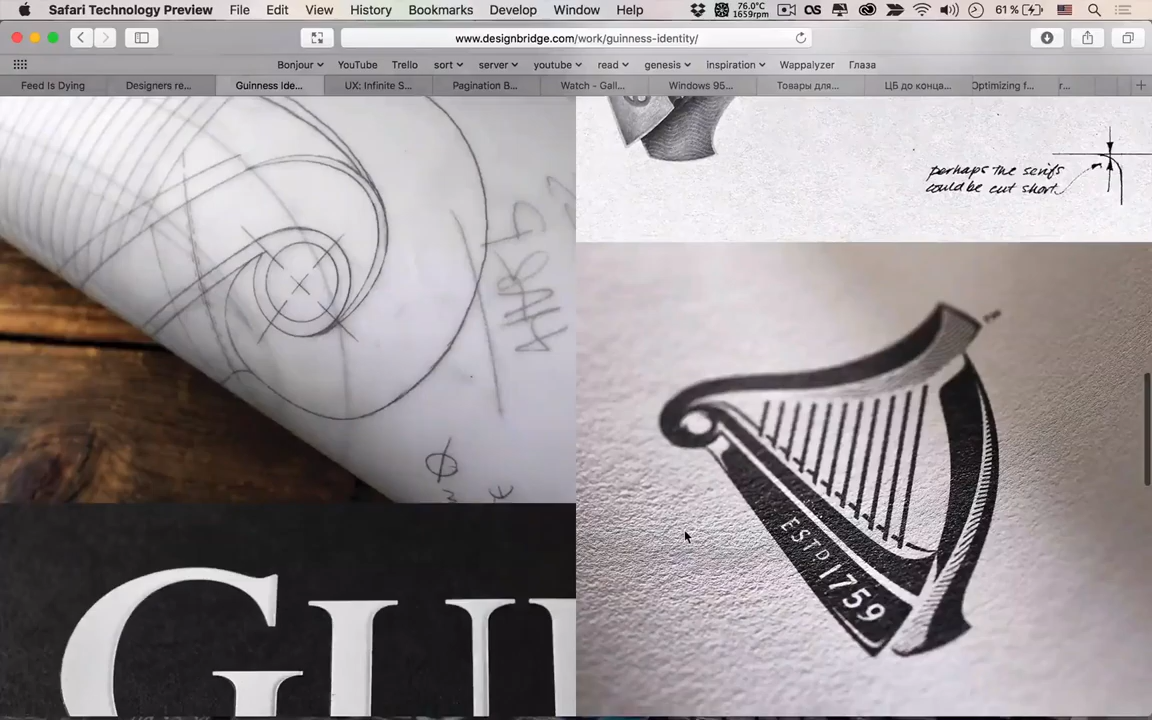 Safari Technology Preview File Edit View History Bookmarks Develop Window Help 76.0°C 1659rpm 61%
www.designbridge.com/work/guinness-identity/
Bonjour YouTube Trello sort server youtube read genesis inspiration Wappalyzer Глаза
Feed Is Dying Designers re... Guinness Ide... UX: Infinite S... Pagination B... Watch - Gall... Windows 95... Товары для... ЦБ до конца... Optimizing f... r...
perhaps the serifs
could be cut short
HARP
ESTD 1759
TM
GUI